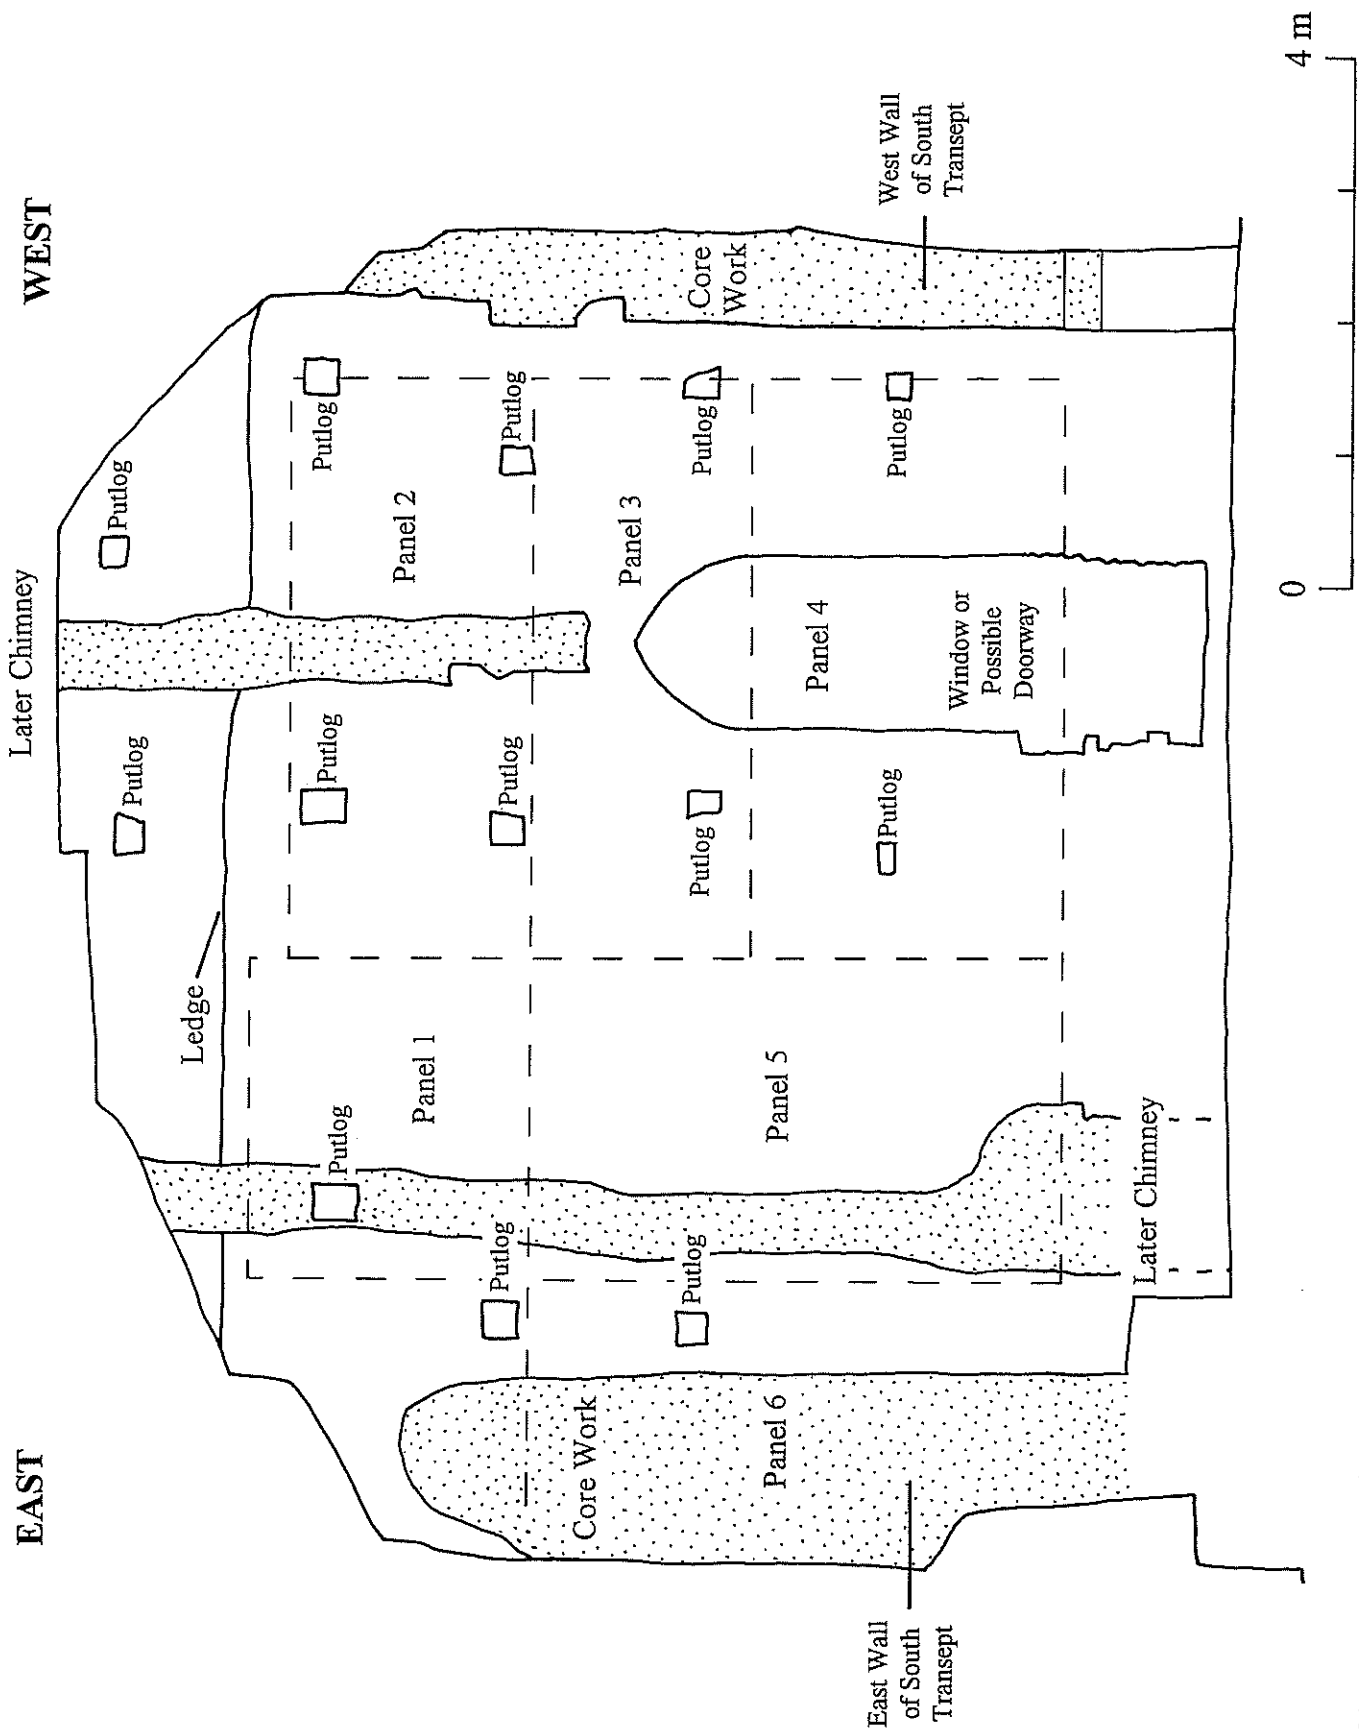 EAST
WEST
Later Chimney
Putlog
Putlog
Ledge
Putlog
Putlog
Putlog
Panel 1
Panel 2
Putlog
Putlog
Putlog
Core Work
Putlog
Putlog
Panel 3
Putlog
Core
Work
Panel 6
Panel 5
Panel 4
Putlog
Putlog
East Wall
of South
Transept
Window or
Possible
Doorway
West Wall
of South
Transept
Later Chimney
0
4 m